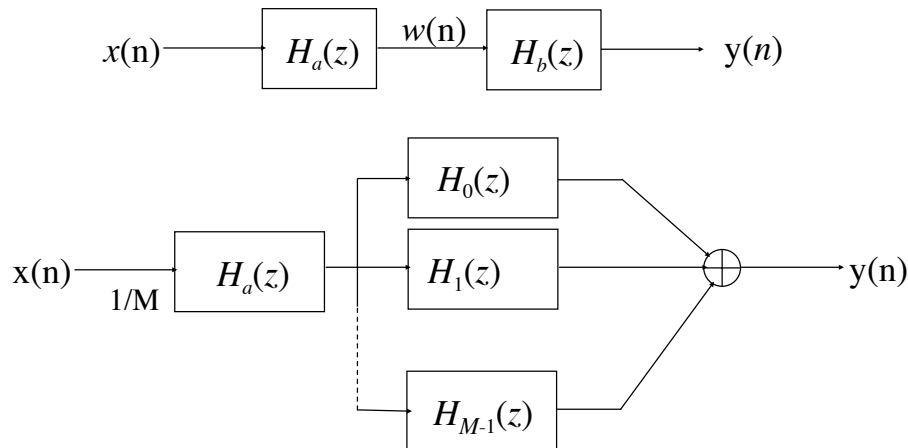 x(n) H_a(z) w(n) H_b(z) y(n)
H_0(z)
x(n) 1/M H_a(z) H_1(z) y(n)
H_{M-1}(z)